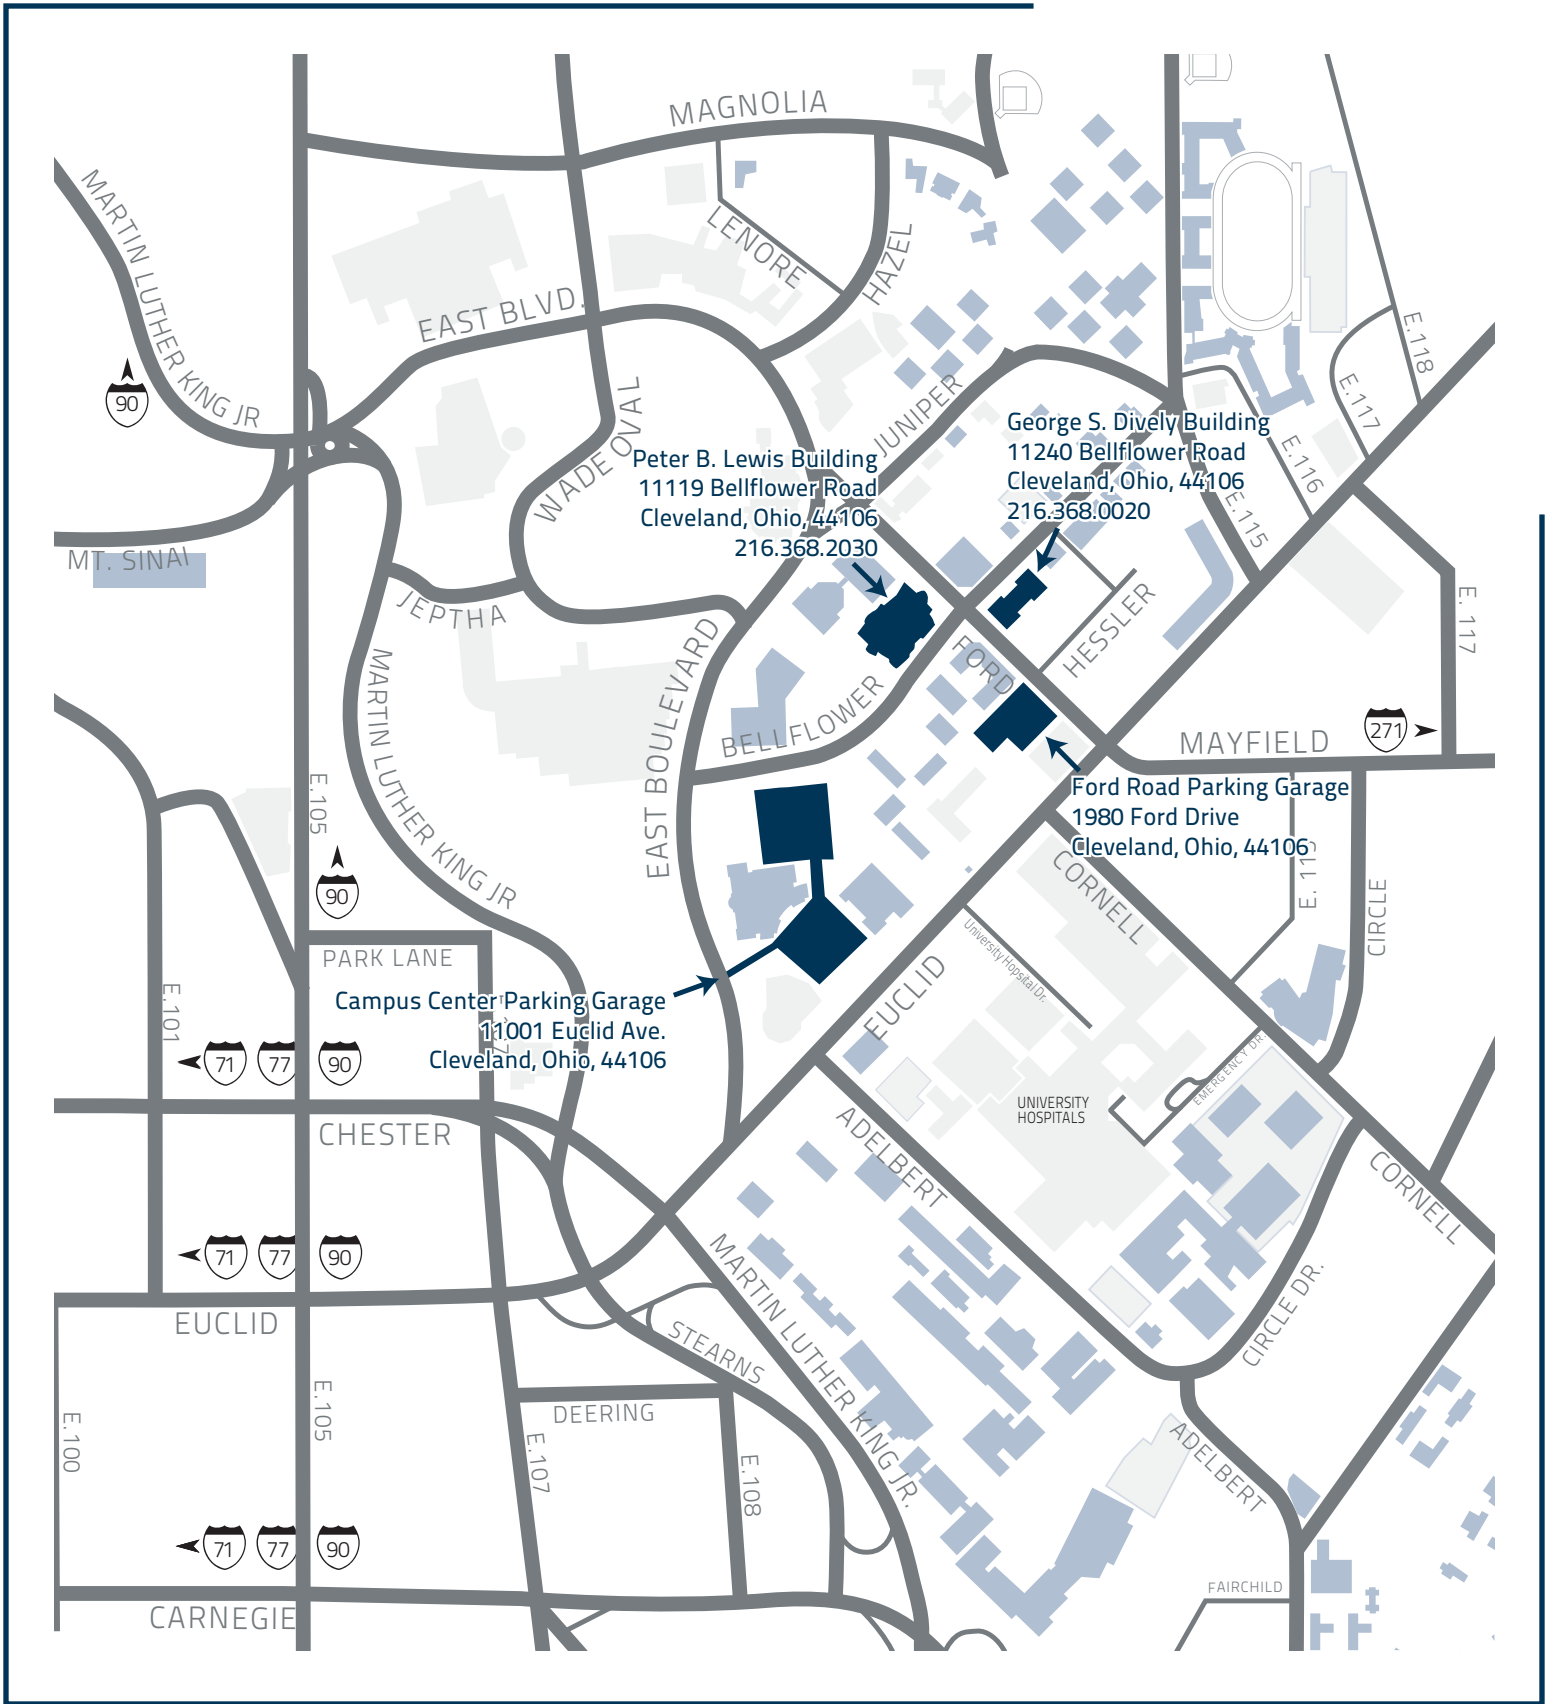 MAGNOLIA
MARTIN LUTHER KING JR
LENORE
HAZEL
EAST BLVD.
E.118
90
E.117
WADE OVAL
JUNIPER
George S. Dively Building
11240 Bellflower Road
Cleveland, Ohio, 44106
216.368.0020
Peter B. Lewis Building
11119 Bellflower Road
Cleveland, Ohio, 44106
216.368.2030
E.116
E.115
MT. SINAI
JEPTHA
HESSLER
E. 117
FORD
MARTIN LUTHER KING JR
EAST BOULEVARD
BELLFLOWER
271
MAYFIELD
E.105
Ford Road Parking Garage
1980 Ford Drive
Cleveland, Ohio, 44106
90
CORNELL
CIRCLE
University Hopsital Dr.
PARK LANE
EUCLID
E.101
Campus Center Parking Garage
11001 Euclid Ave.
Cleveland, Ohio, 44106
71
77
90
EMERGENCY DR
UNIVERSITY
HOSPITALS
CHESTER
ADELBERT
CORNELL
71
77
90
MARTIN LUTHER KING JR.
CIRCLE DR.
EUCLID
STEARNS
E.105
DEERING
E.100
E.107
E.108
ADELBERT
71
77
90
FAIRCHILD
CARNEGIE